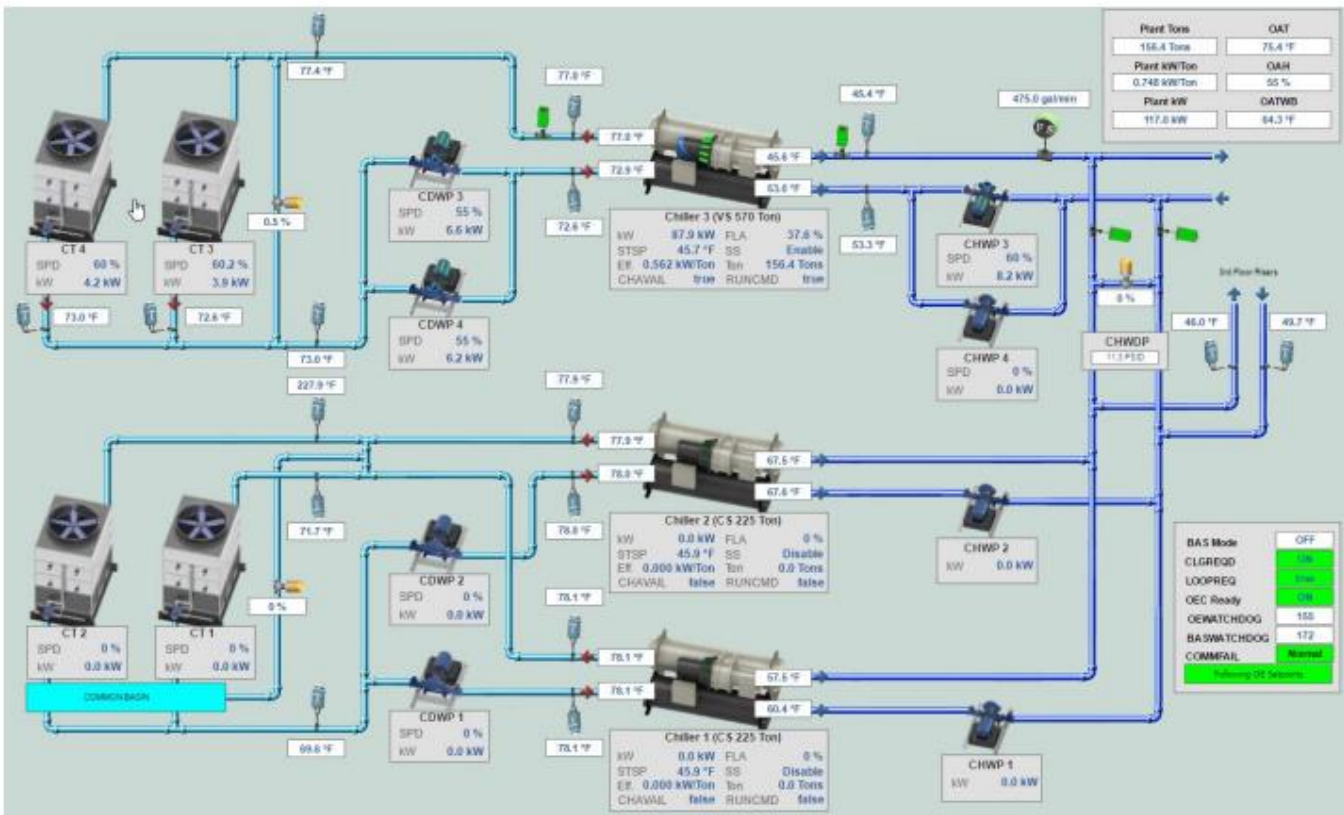 Plant Tons OAT
156.4 Tons 75.4 °F
Plant kW/Ton OAH
0.748 kW/Ton 55 %
Plant kW OATWB
117.0 kW 64.3 °F
77.4 °F
77.0 °F
45.4 °F
475.0 gal/min
77.0 °F
72.9 °F
45.6 °F
53.0 °F
72.6 °F
53.3 °F
0.5 %
CDWP 3
SPD 55 %
kW 6.6 kW
Chiller 3 (VS 570 Ton)
kW 87.9 kW FLA 37.6 %
STSP 45.7 °F SS Enable
Eff. 0.562 kW/Ton Ton 156.4 Tons
CHAVAIL true RUNCMD true
CHWP 3
SPD 60 %
kW 8.2 kW
CT 4
SPD 60 %
kW 4.2 kW
CT 3
SPD 60.2 %
kW 3.9 kW
73.0 °F
72.6 °F
CDWP 4
SPD 55 %
kW 6.2 kW
CHWP 4
SPD 0 %
kW 0.0 kW
3rd Floor Risers
0 %
46.0 °F
49.7 °F
CHWDP
73.0 °F
227.9 °F
77.9 °F
77.9 °F
78.0 °F
67.5 °F
67.6 °F
71.7 °F
78.0 °F
Chiller 2 (CS 225 Ton)
kW 0.0 kW FLA 0 %
STSP 45.9 °F SS Disable
Eff. 0.000 kW/Ton Ton 0.0 Tons
CHAVAIL false RUNCMD false
CHWP 2
kW 0.0 kW
CDWP 2
SPD 0 %
kW 0.0 kW
0 %
CT 2
SPD 0 %
kW 0.0 kW
CT 1
SPD 0 %
kW 0.0 kW
COMMON BASIN
69.6 °F
78.1 °F
78.1 °F
78.1 °F
57.5 °F
60.4 °F
78.1 °F
CDWP 1
SPD 0 %
kW 0.0 kW
Chiller 1 (CS 225 Ton)
kW 0.0 kW FLA 0 %
STSP 45.9 °F SS Disable
Eff. 0.000 kW/Ton Ton 0.0 Tons
CHAVAIL false RUNCMD false
CHWP 1
kW 0.0 kW
BAS Mode OFF
CLGREQD ON
LOOPREQ true
OEC Ready ON
OEWATCHDOG 155
BASWATCHDOG 172
COMMFAIL Normal
Following OE Setpoints